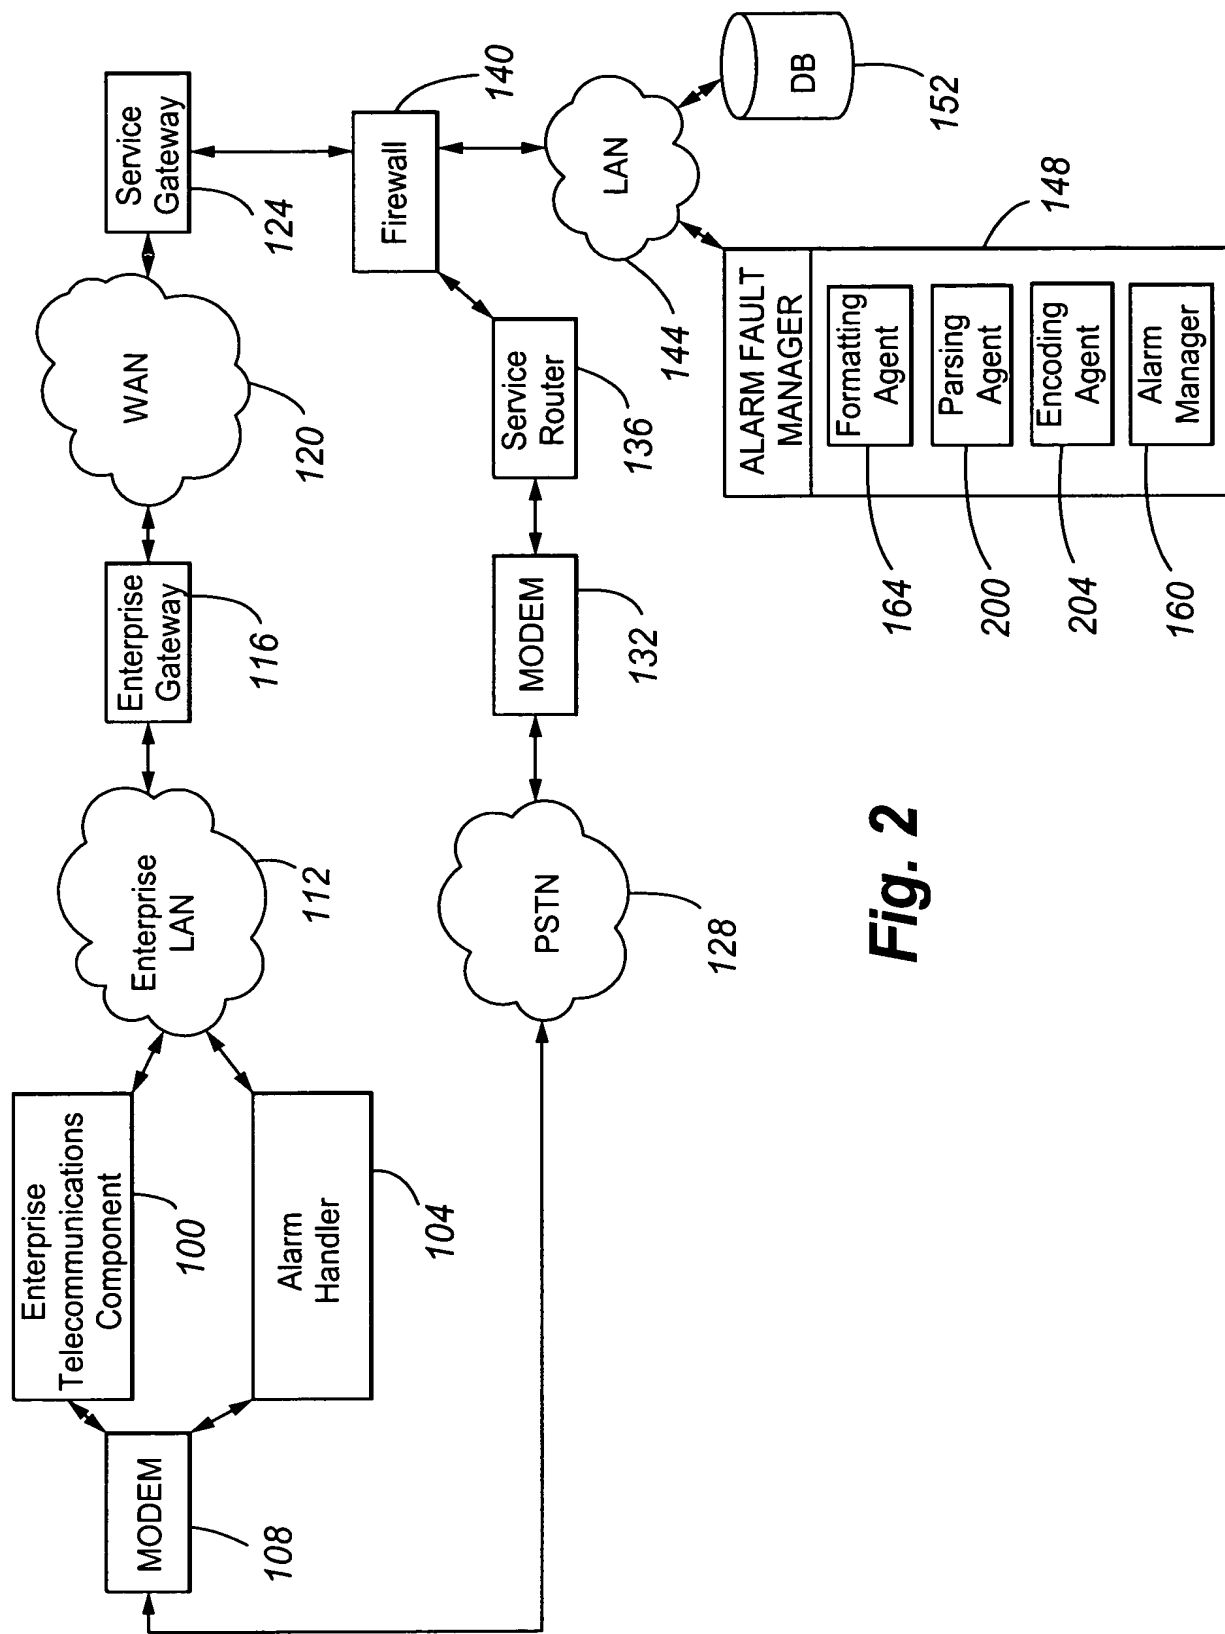 Enterprise
Telecommunications
Component
100
MODEM
108
Alarm
Handler
104
Enterprise
LAN
112
Enterprise
Gateway
116
WAN
120
Service
Gateway
124
PSTN
128
MODEM
132
Service
Router
136
Firewall
140
LAN
144
DB
152
ALARM FAULT
MANAGER
148
Formatting
Agent
164
Parsing
Agent
200
Encoding
Agent
204
Alarm
Manager
160
Fig. 2